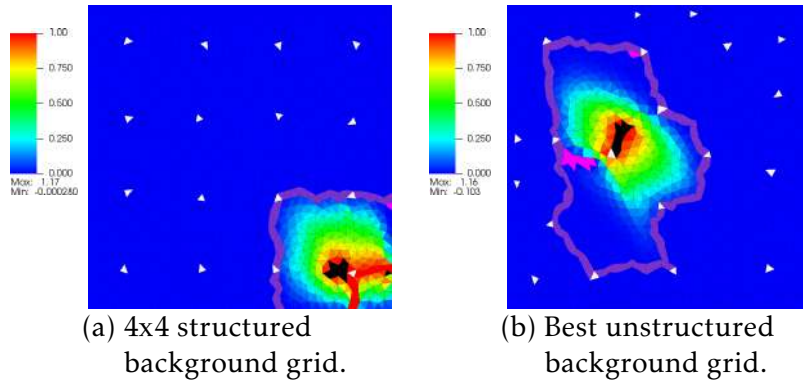 1.00
0.750
0.500
0.250
0.000
Max: 1.17
Min: -0.000280
1.00
0.750
0.500
0.250
0.000
Max: 1.16
Min: -0.103
(a) 4x4 structured
background grid.
(b) Best unstructured
background grid.